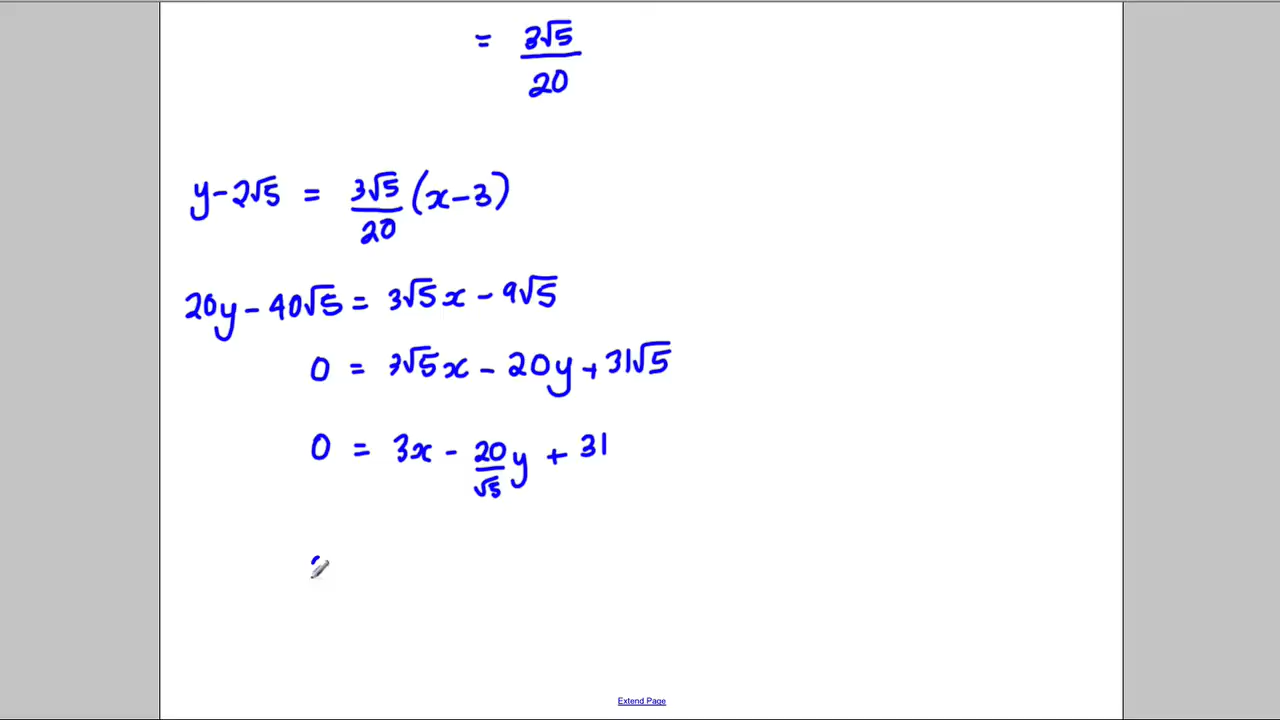 = 3√5/20
y - 2√5 = 3√5/20 (x - 3)
20y - 40√5 = 3√5x - 9√5
0 = 3√5x - 20y + 31√5
0 = 3x - 20/√5 y + 31
Extend Page